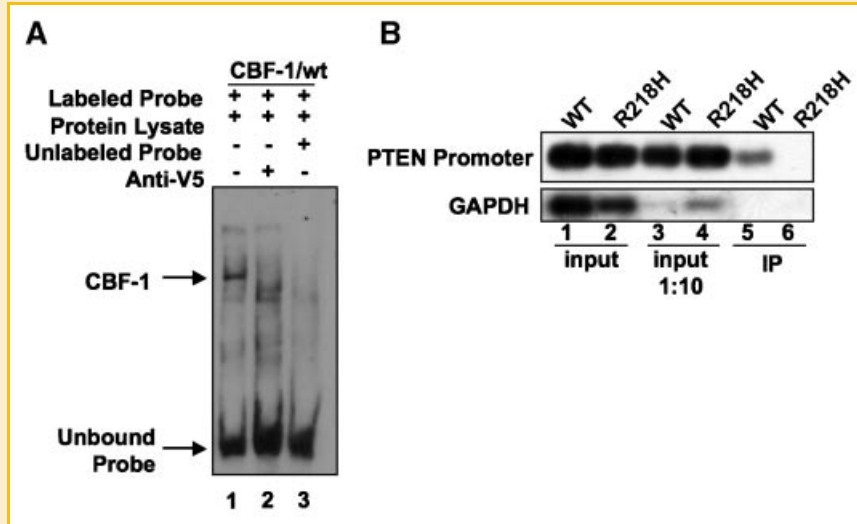 A
CBF-1/wt
Labeled Probe + + +
Protein Lysate + + +
Unlabeled Probe - - +
Anti-V5 - + -
CBF-1
Unbound
Probe
1 2 3
B
WT R218H WT R218H WT R218H
PTEN Promoter
GAPDH
1 2 3 4 5 6
input input IP
1:10